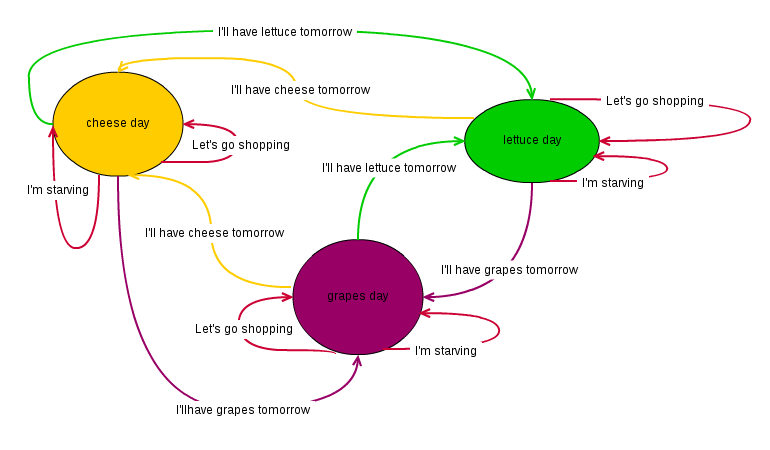 I'll have lettuce tomorrow
I'll have cheese tomorrow
Let's go shopping
cheese day
lettuce day
Let's go shopping
I'll have lettuce tomorrow
I'm starving
I'm starving
I'll have cheese tomorrow
I'll have grapes tomorrow
grapes day
Let's go shopping
I'm starving
I'llhave grapes tomorrow